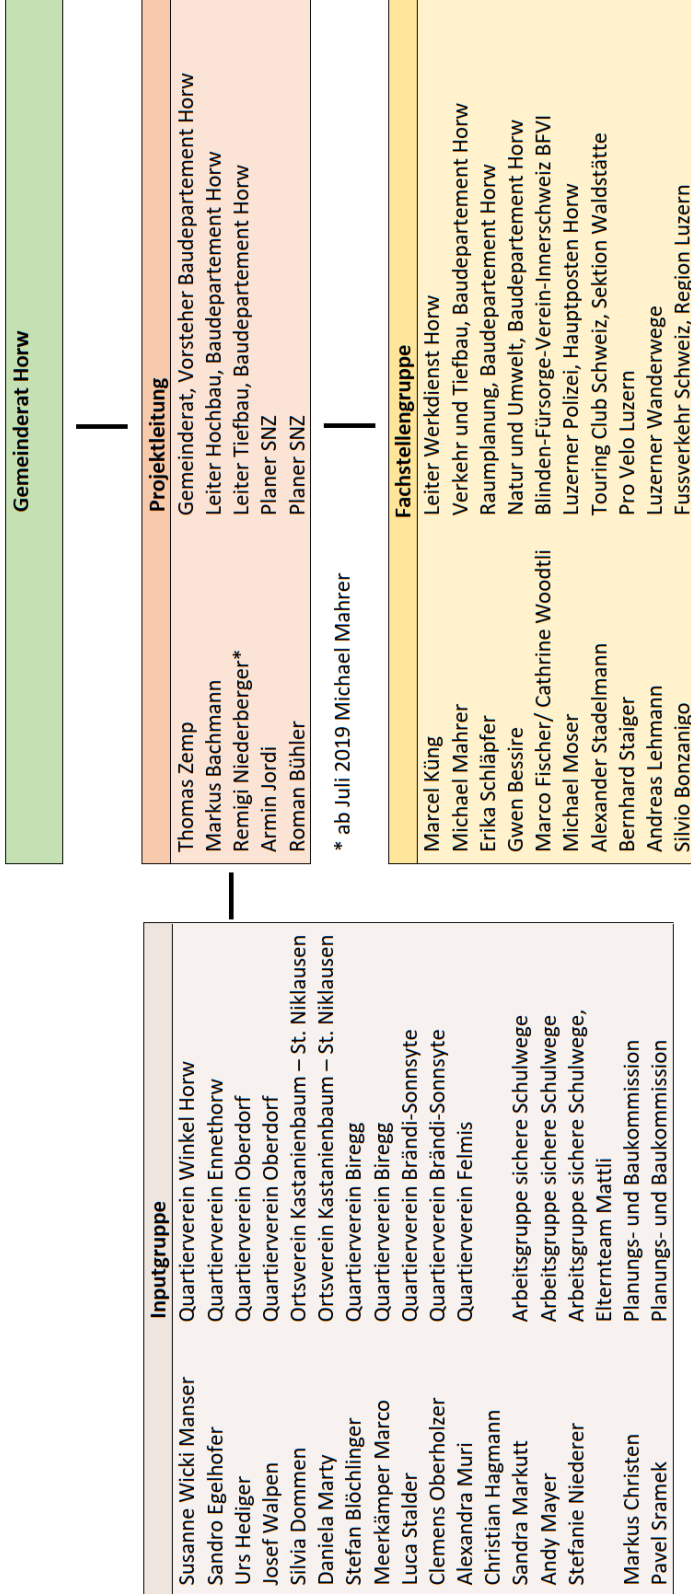 Gemeinderat Horw
Projektleitung
Thomas Zemp Gemeinderat, Vorsteher Baudepartement Horw
Markus Bachmann Leiter Hochbau, Baudepartement Horw
Remigi Niederberger* Leiter Tiefbau, Baudepartement Horw
Armin Jordi Planer SNZ
Roman Bühler Planer SNZ
* ab Juli 2019 Michael Mahrer
Inputgruppe
Susanne Wicki Manser Quartierverein Winkel Horw
Sandro Egelhofer Quartierverein Ennethorw
Urs Hediger Quartierverein Oberdorf
Josef Walpen Quartierverein Oberdorf
Silvia Dommen Ortsverein Kastanienbaum – St. Niklausen
Daniela Marty Ortsverein Kastanienbaum – St. Niklausen
Stefan Blöchlinger Quartierverein Biregg
Meerkämper Marco Quartierverein Biregg
Luca Stalder Quartierverein Brändi-Sonnsyte
Clemens Oberholzer Quartierverein Brändi-Sonnsyte
Alexandra Muri Quartierverein Felmis
Christian Hagmann
Sandra Markutt Arbeitsgruppe sichere Schulwege
Andy Mayer Arbeitsgruppe sichere Schulwege
Stefanie Niederer Arbeitsgruppe sichere Schulwege,
Elternteam Mattli
Markus Christen Planungs- und Baukommission
Pavel Sramek Planungs- und Baukommission
Fachstellengruppe
Marcel Küng Leiter Werkdienst Horw
Michael Mahrer Verkehr und Tiefbau, Baudepartement Horw
Erika Schläpfer Raumplanung, Baudepartement Horw
Gwen Bessire Natur und Umwelt, Baudepartement Horw
Marco Fischer/ Cathrine Woodtli Blinden-Fürsorge-Verein-Innerschweiz BFVI
Michael Moser Luzerner Polizei, Hauptposten Horw
Alexander Stadelmann Touring Club Schweiz, Sektion Waldstätte
Bernhard Staiger Pro Velo Luzern
Andreas Lehmann Luzerner Wanderwege
Silvio Bonzanigo Fussverkehr Schweiz, Region Luzern